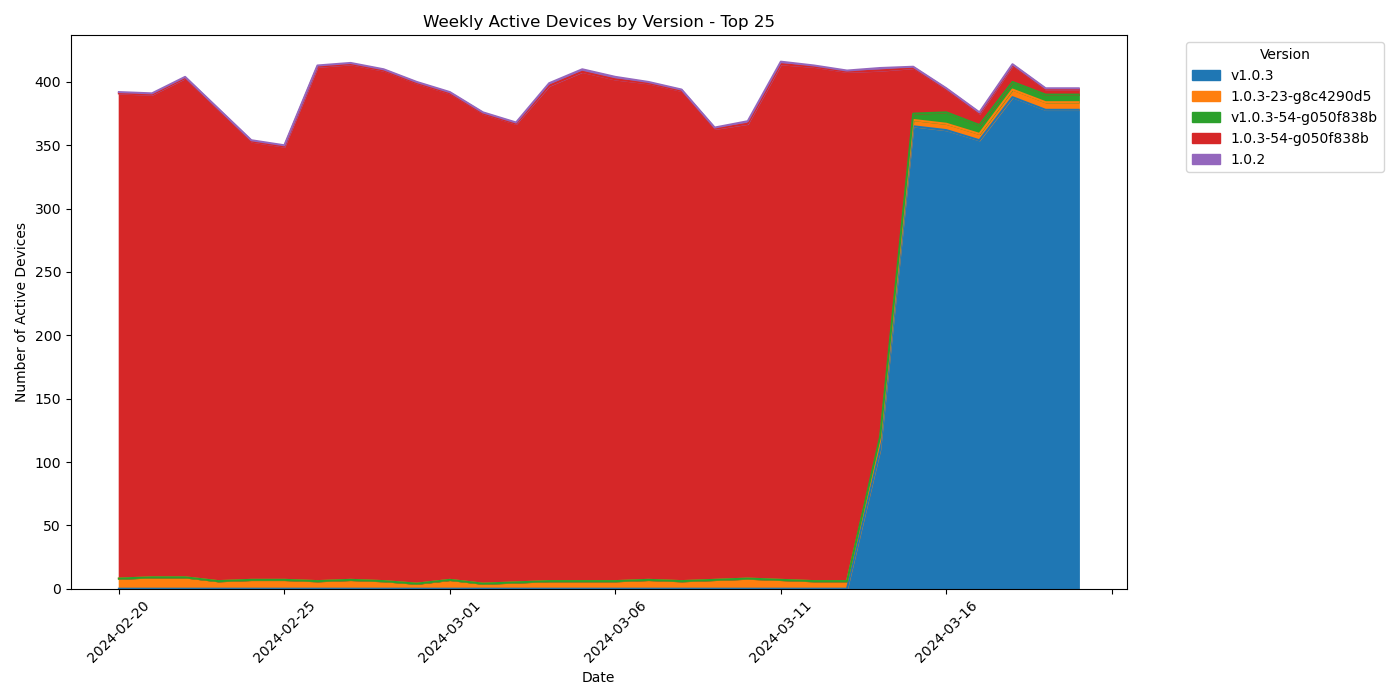 Weekly Active Devices by Version - Top 25
Number of Active Devices
400
350
300
250
200
150
100
50
0
2024-02-20
2024-02-25
2024-03-01
2024-03-06
2024-03-11
2024-03-16
Date
Version
v1.0.3
1.0.3-23-g8c4290d5
v1.0.3-54-g050f838b
1.0.3-54-g050f838b
1.0.2